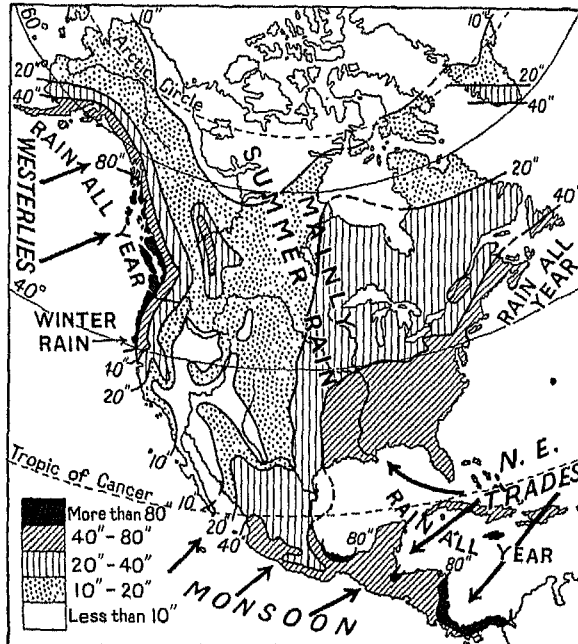 60°
10"
10"
Arctic Circle
20"
40"
20"
40"
RAIN ALL YEAR
WESTERLIES
80"
SUMMER
MAINLY
RAIN
20"
40"
RAIN ALL
YEAR
40°
WINTER
RAIN
10"
20"
10"
Tropic of Cancer
10"
20"
40"
N. E.
TRADES
RAIN ALL YEAR
80"
80"
MONSOON
More than 80"
40"-80"
20"-40"
10"-20"
Less than 10"